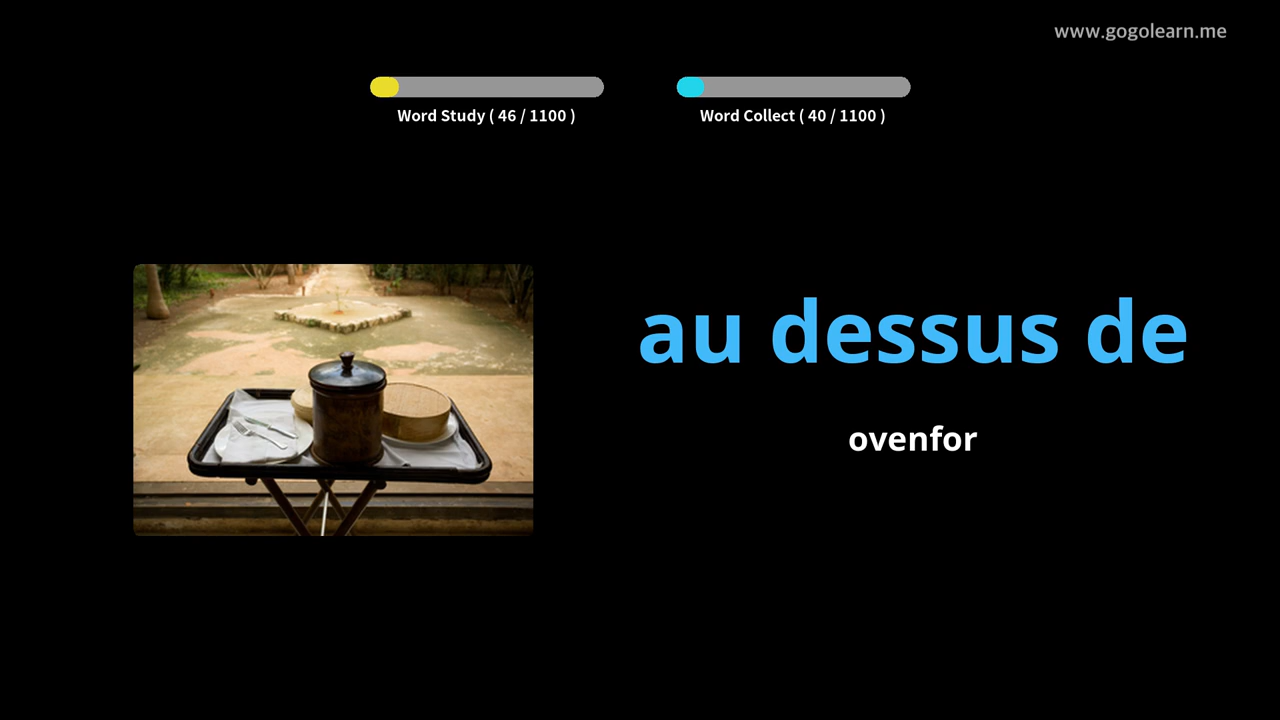 www.gogolearn.me
Word Study ( 46 / 1100 )
Word Collect ( 40 / 1100 )
au dessus de
ovenfor